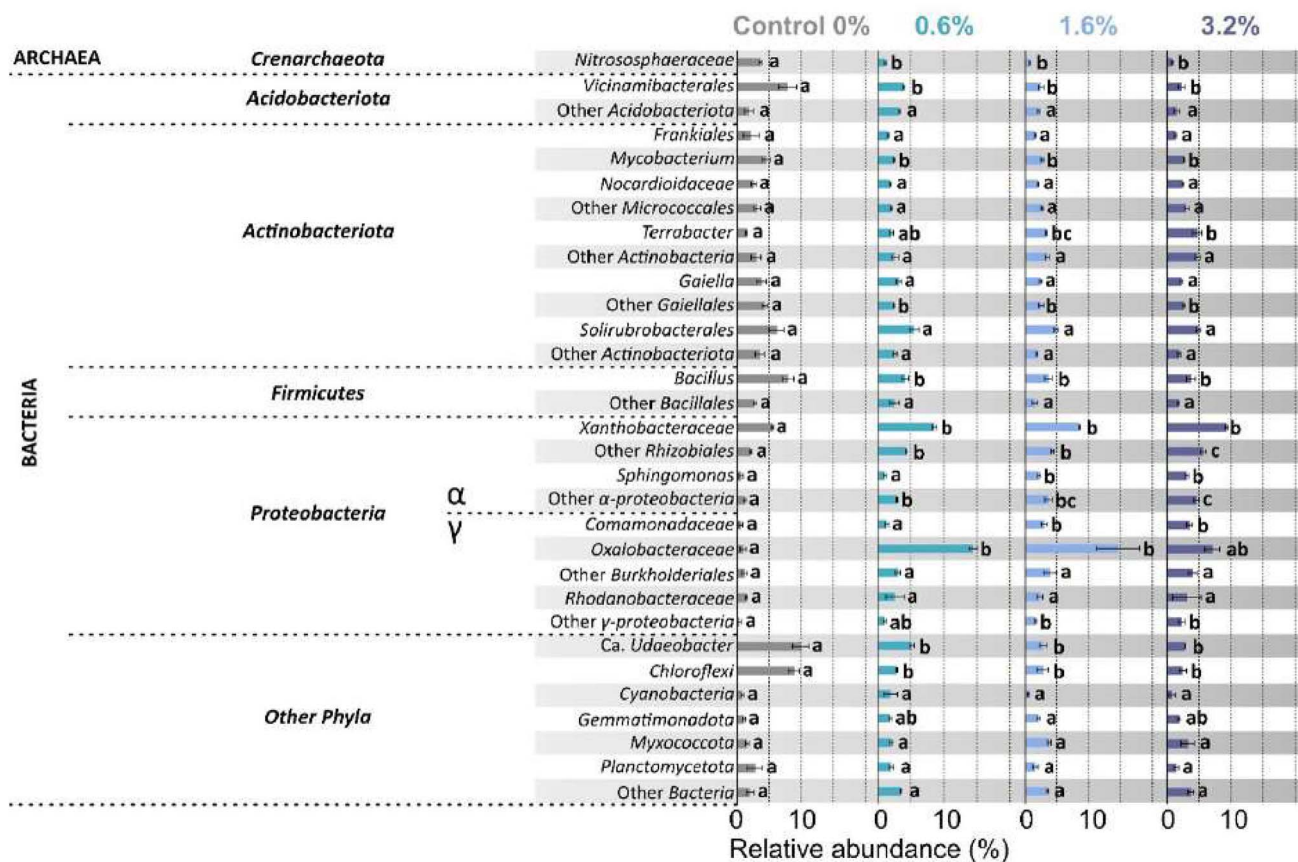 Control 0% 0.6% 1.6% 3.2%
ARCHAEA Crenarchaeota Nitrososphaeraceae a b b b
Vicinamibacterales a b b b
Acidobacteriota
Other Acidobacteriota a a a a
Frankiales a a a a
Mycobacterium a b b b
Nocardioidaceae a a a a
Other Micrococcales a a a a
Actinobacteriota Terrabacter a ab bc b
Other Actinobacteria a a a a
Gaiella a a a a
Other Gaiellales a b b b
Solirubrobacterales a a a a
Other Actinobacteriota a a a a
BACTERIA
Firmicutes
Bacillus a b b b
Other Bacillales a a a a
Xanthobacteraceae a b b b
Other Rhizobiales a b b c
Sphingomonas a a b b
Proteobacteria α
γ
Other α-proteobacteria a b bc c
Comamonadaceae a a b b
Oxalobacteraceae a b b ab
Other Burkholderiales a a a a
Rhodanobacteraceae a a a a
Other γ-proteobacteria a ab b b
Ca. Udaeobacter a b b b
Chloroflexi a b b b
Cyanobacteria a a a a
Other Phyla Gemmatimonadota a ab a ab
Myxococcota a a a a
Planctomycetota a a a a
Other Bacteria a a a a
0 10 0 10 0 10 0 10
Relative abundance (%)